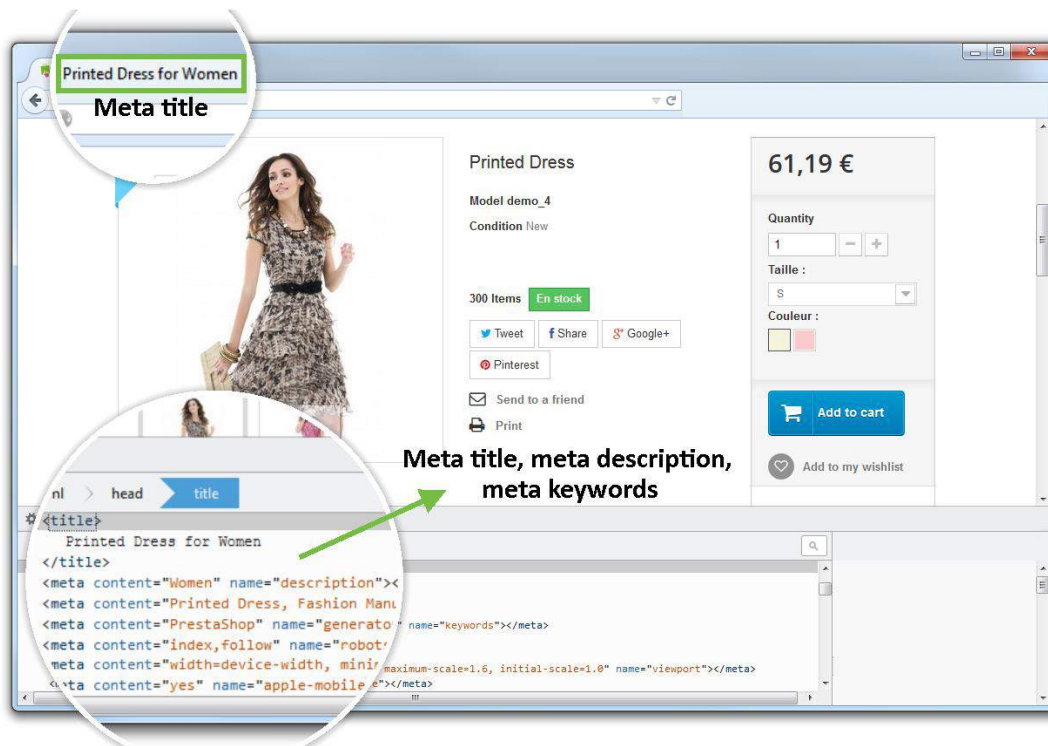 Printed Dress for Women
Meta title
Printed Dress
61,19 €
Model demo_4
Condition New
Quantity
1
Taille :
S
Couleur :
300 Items En stock
Tweet
Share
Google+
Pinterest
Send to a friend
Print
Add to cart
Add to my wishlist
Meta title, meta description,
meta keywords
nl head title
<title>
Printed Dress for Women
</title>
<meta content="Women" name="description"><
<meta content="Printed Dress, Fashion Manu
<meta content="PrestaShop" name="generato " name="keywords"></meta>
<meta content="index,follow" name="robot
meta content="width=device-width, mini maximum-scale=1.6, initial-scale=1.0" name="viewport"></meta>
ta content="yes" name="apple-mobile e"></meta>